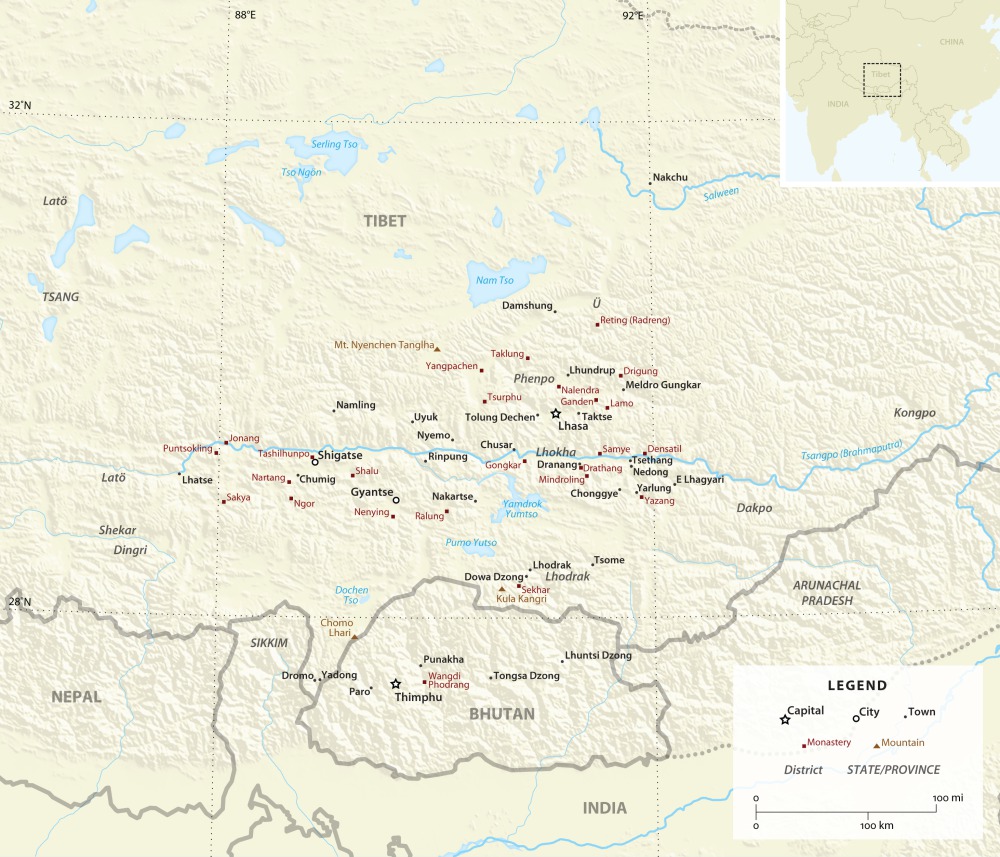 88°E
92°E
CHINA
Tibet
INDIA
32°N
Serling Tso
Tso Ngön
Nakchu
Salween
Latö
TIBET
Nam Tso
TSANG
Damshung
Ü
Reting (Radreng)
Mt. Nyenchen Tanglha
Taklung
Yangpachen
Lhundrup
Drigung
Phenpo
Meldro Gungkar
Nalendra
Tsurphu
Ganden
Lamo
Namling
Uyuk
Tolung Dechen
Taktse
Kongpo
Lhasa
Nyemo
Jonang
Puntsokling
Chusar
Samye
Densatil
Tsangpo (Brahmaputra)
Tashilhunpo
Shigatse
Rinpung
Lhokha
Gongkar
Dranang
Tsethang
Drathang
Nedong
Latö
Lhatse
Nartang
Chumig
Shalu
Mindroling
E Lhagyari
Gyantse
Chonggye
Yarlung
Sakya
Ngor
Nakartse
Yazang
Yamdrok
Yumtso
Dakpo
Nenying
Ralung
Shekar
Dingri
Pumo Yutso
Tsome
Lhodrak
Dowa Dzong
Lhodrak
Sekhar
Kula Kangri
Dochen
Tso
ARUNACHAL
PRADESH
28°N
Chomo
Lhari
SIKKIM
Punakha
Lhuntsi Dzong
Dromo
Yadong
Wangdi
Phodrang
Tongsa Dzong
Paro
Thimphu
NEPAL
BHUTAN
INDIA
LEGEND
Capital
City
Town
Monastery
Mountain
District
STATE/PROVINCE
0
100 mi
0
100 km